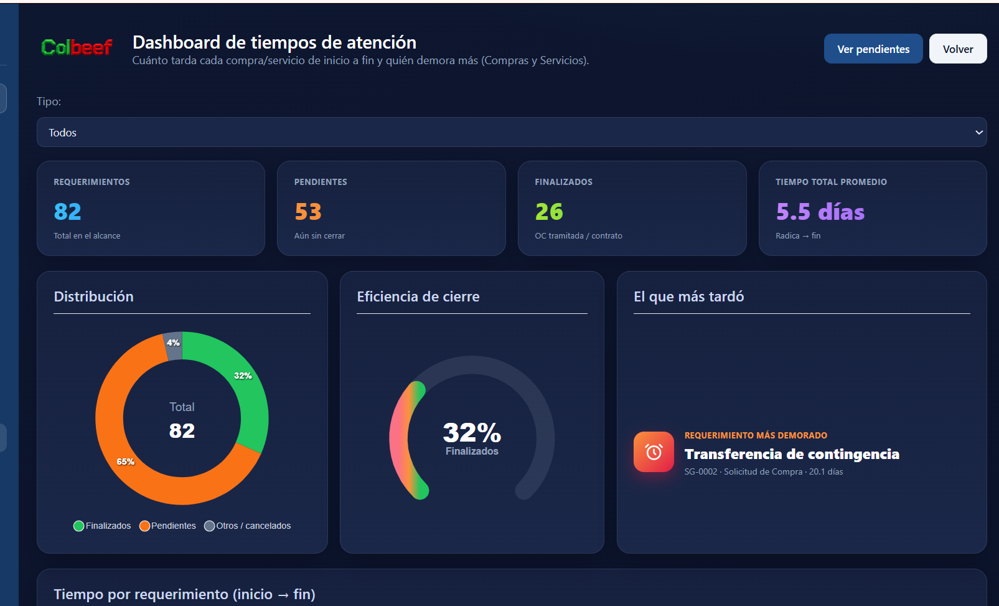 Colbeef
Dashboard de tiempos de atención
Cuánto tarda cada compra/servicio de inicio a fin y quién demora más (Compras y Servicios).
Ver pendientes
Volver
Tipo:
Todos
REQUERIMIENTOS
82
Total en el alcance
PENDIENTES
53
Aún sin cerrar
FINALIZADOS
26
OC tramitada / contrato
TIEMPO TOTAL PROMEDIO
5.5 días
Radica → fin
Distribución
4%
32%
Total
82
65%
Finalizados
Pendientes
Otros / cancelados
Eficiencia de cierre
32%
Finalizados
El que más tardó
REQUERIMIENTO MÁS DEMORADO
Transferencia de contingencia
SG-0002 · Solicitud de Compra · 20.1 días
Tiempo por requerimiento (inicio → fin)